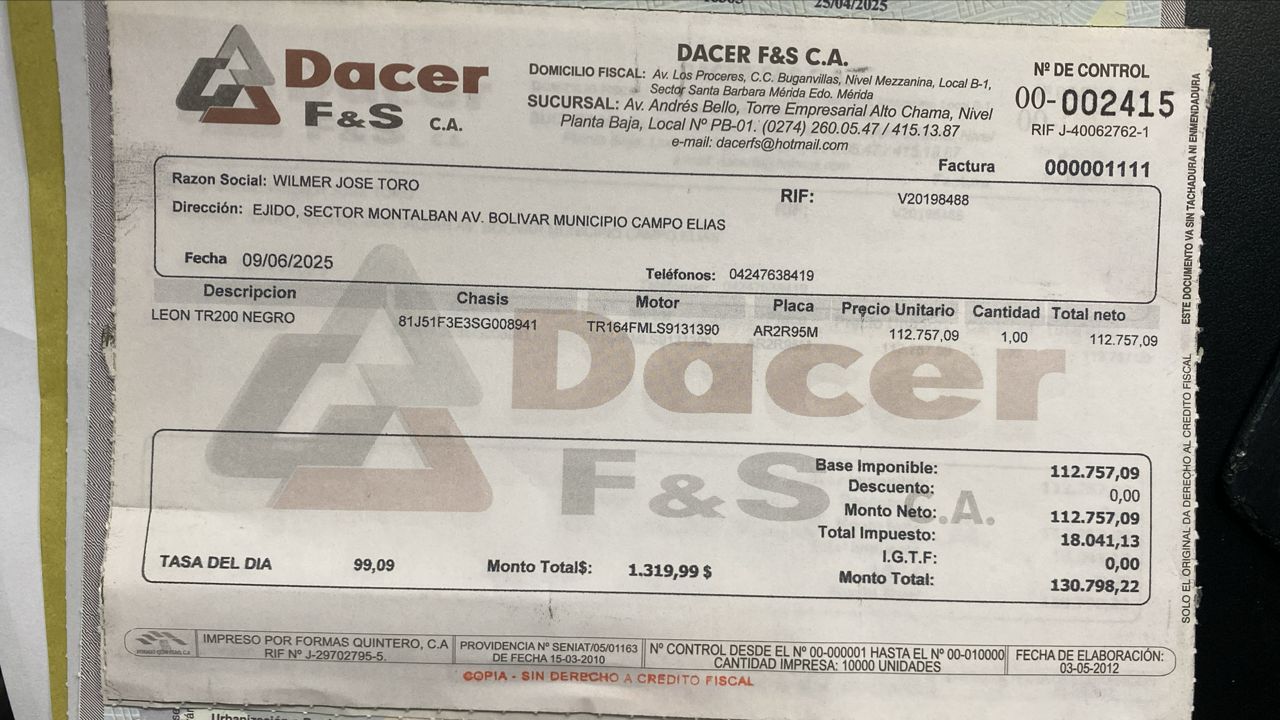 25/04/2025
Dacer
F&S C.A.
DACER F&S C.A.
DOMICILIO FISCAL: Av. Los Proceres, C.C. Buganvillas, Nivel Mezzanina, Local B-1,
Sector Santa Barbara Mérida Edo. Mérida
SUCURSAL: Av. Andrés Bello, Torre Empresarial Alto Chama, Nivel
Planta Baja, Local Nº PB-01. (0274) 260.05.47 / 415.13.87
e-mail: dacerfs@hotmail.com
Nº DE CONTROL
00-002415
RIF J-40062762-1
Factura 000001111
Razon Social: WILMER JOSE TORO RIF: V20198488
Dirección: EJIDO, SECTOR MONTALBAN AV. BOLIVAR MUNICIPIO CAMPO ELIAS
Fecha 09/06/2025 Teléfonos: 04247638419
Descripcion Chasis Motor Placa Precio Unitario Cantidad Total neto
LEON TR200 NEGRO 81J51F3E3SG008941 TR164FMLS9131390 AR2R95M 112.757,09 1,00 112.757,09
Dacer
F&S C.A.
Base Imponible: 112.757,09
Descuento: 0,00
Monto Neto: 112.757,09
Total Impuesto: 18.041,13
I.G.T.F: 0,00
TASA DEL DIA 99,09 Monto Total$: 1.319,99 $ Monto Total: 130.798,22
ESTE DOCUMENTO VA SIN TACHADURA NI ENMENDADURA
SOLO EL ORIGINAL DA DERECHO AL CREDITO FISCAL
IMPRESO POR FORMAS QUINTERO, C.A
RIF Nº J-29702795-5.
PROVIDENCIA Nº SENIAT/05/01163
DE FECHA 15-03-2010
Nº CONTROL DESDE EL Nº 00-000001 HASTA EL Nº 00-010000
CANTIDAD IMPRESA: 10000 UNIDADES
FECHA DE ELABORACIÓN:
03-05-2012
COPIA - SIN DERECHO A CREDITO FISCAL